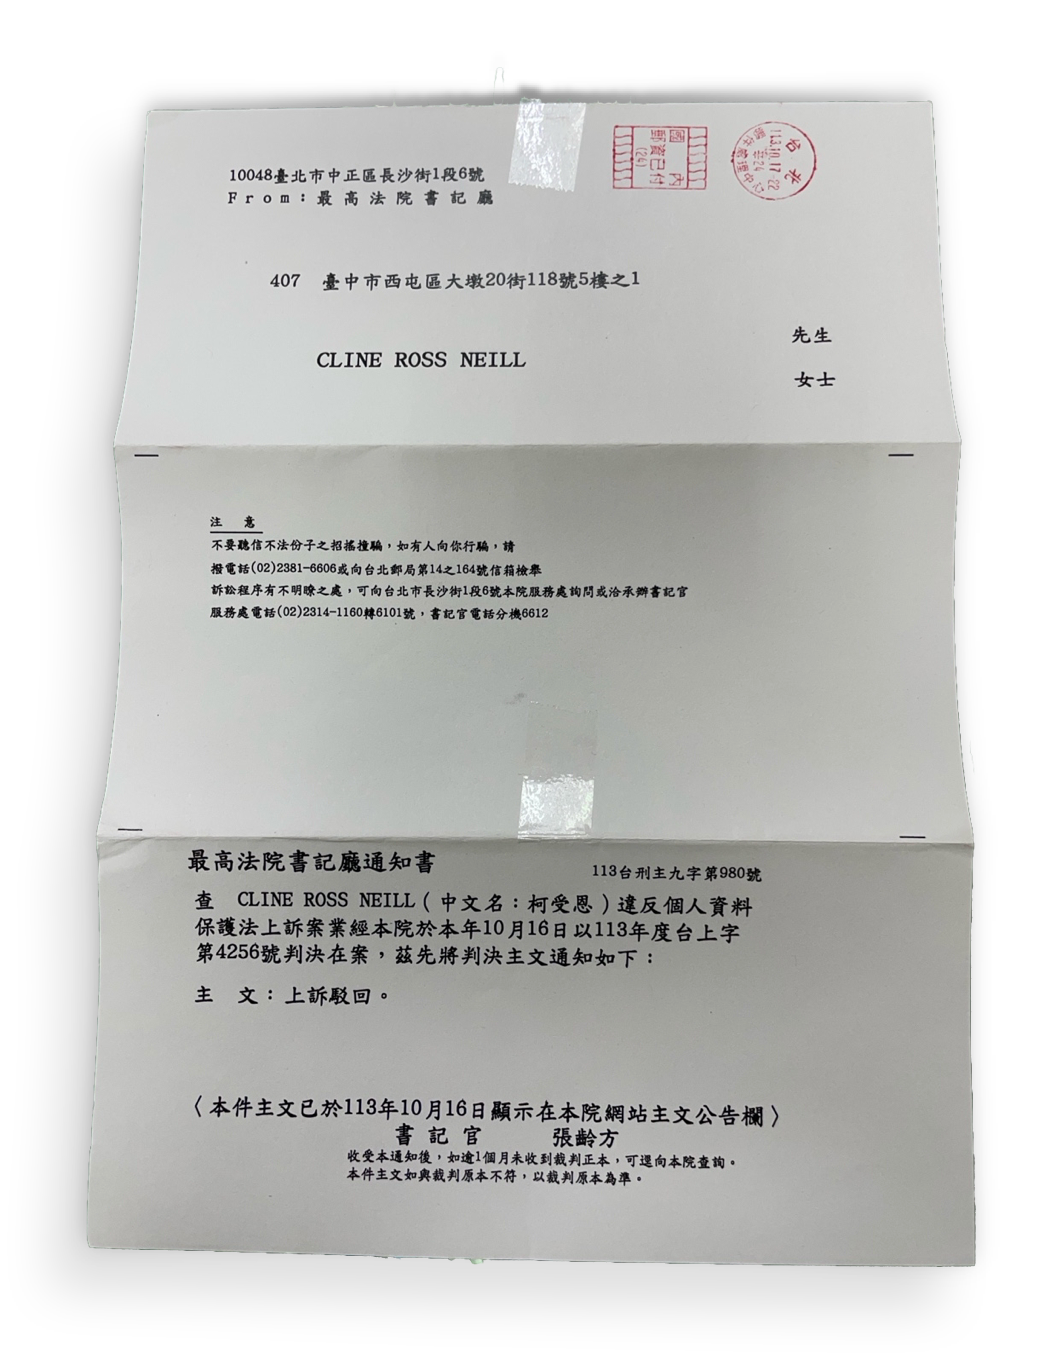 10048臺北市中正區長沙街1段6號
From:最高法院書記廳
國內
郵資已付
(24)
台北
113.10.17-22
407 臺中市西屯區大墩20街118號5樓之1
先生
CLINE ROSS NEILL
女士
注 意
不要聽信不法份子之招搖撞騙,如有人向你行騙,請
撥電話(02)2381-6606或向台北郵局第14之164號信箱檢舉
訴訟程序有不明瞭之處,可向台北市長沙街1段6號本院服務處詢問或洽承辦書記官
服務處電話(02)2314-1160轉6101號,書記官電話分機6612
最高法院書記廳通知書
113台刑主九字第980號
查 CLINE ROSS NEILL(中文名:柯受恩)違反個人資料
保護法上訴案業經本院於本年10月16日以113年度台上字
第4256號判決在案,茲先將判決主文通知如下:
主 文:上訴駁回。
〈本件主文已於113年10月16日顯示在本院網站主文公告欄〉
書記官 張齡方
收受本通知後,如逾1個月未收到裁判正本,可逕向本院查詢。
本件主文如與裁判原本不符,以裁判原本為準。